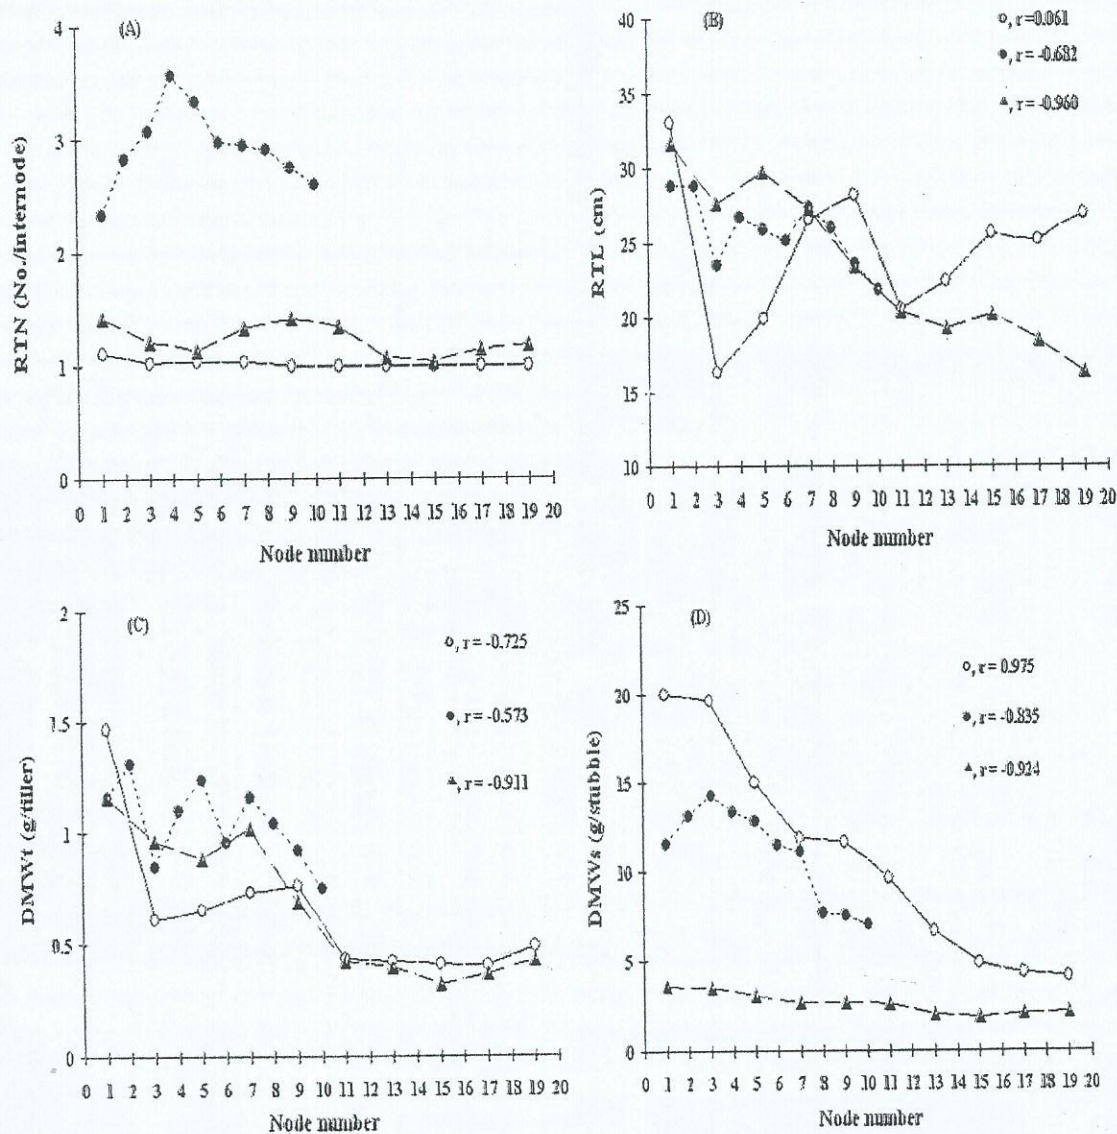 (A)
4
3
2
1
0
RTN (No./Internode)
0 1 2 3 4 5 6 7 8 9 10 11 12 13 14 15 16 17 18 19 20
Node number
(B)
o, r=0.061
●, r= -0.682
▲, r= -0.960
40
35
30
25
20
15
10
RTL (cm)
0 1 2 3 4 5 6 7 8 9 10 11 12 13 14 15 16 17 18 19 20
Node number
(C)
o, r= -0.725
●, r= -0.573
▲, r= -0.911
2
1.5
1
0.5
0
DMWt (g/tiller)
0 1 2 3 4 5 6 7 8 9 10 11 12 13 14 15 16 17 18 19 20
Node number
(D)
o, r= 0.975
●, r= -0.835
▲, r= -0.924
25
20
15
10
5
0
DMWs (g/stubble)
0 1 2 3 4 5 6 7 8 9 10 11 12 13 14 15 16 17 18 19 20
Node number